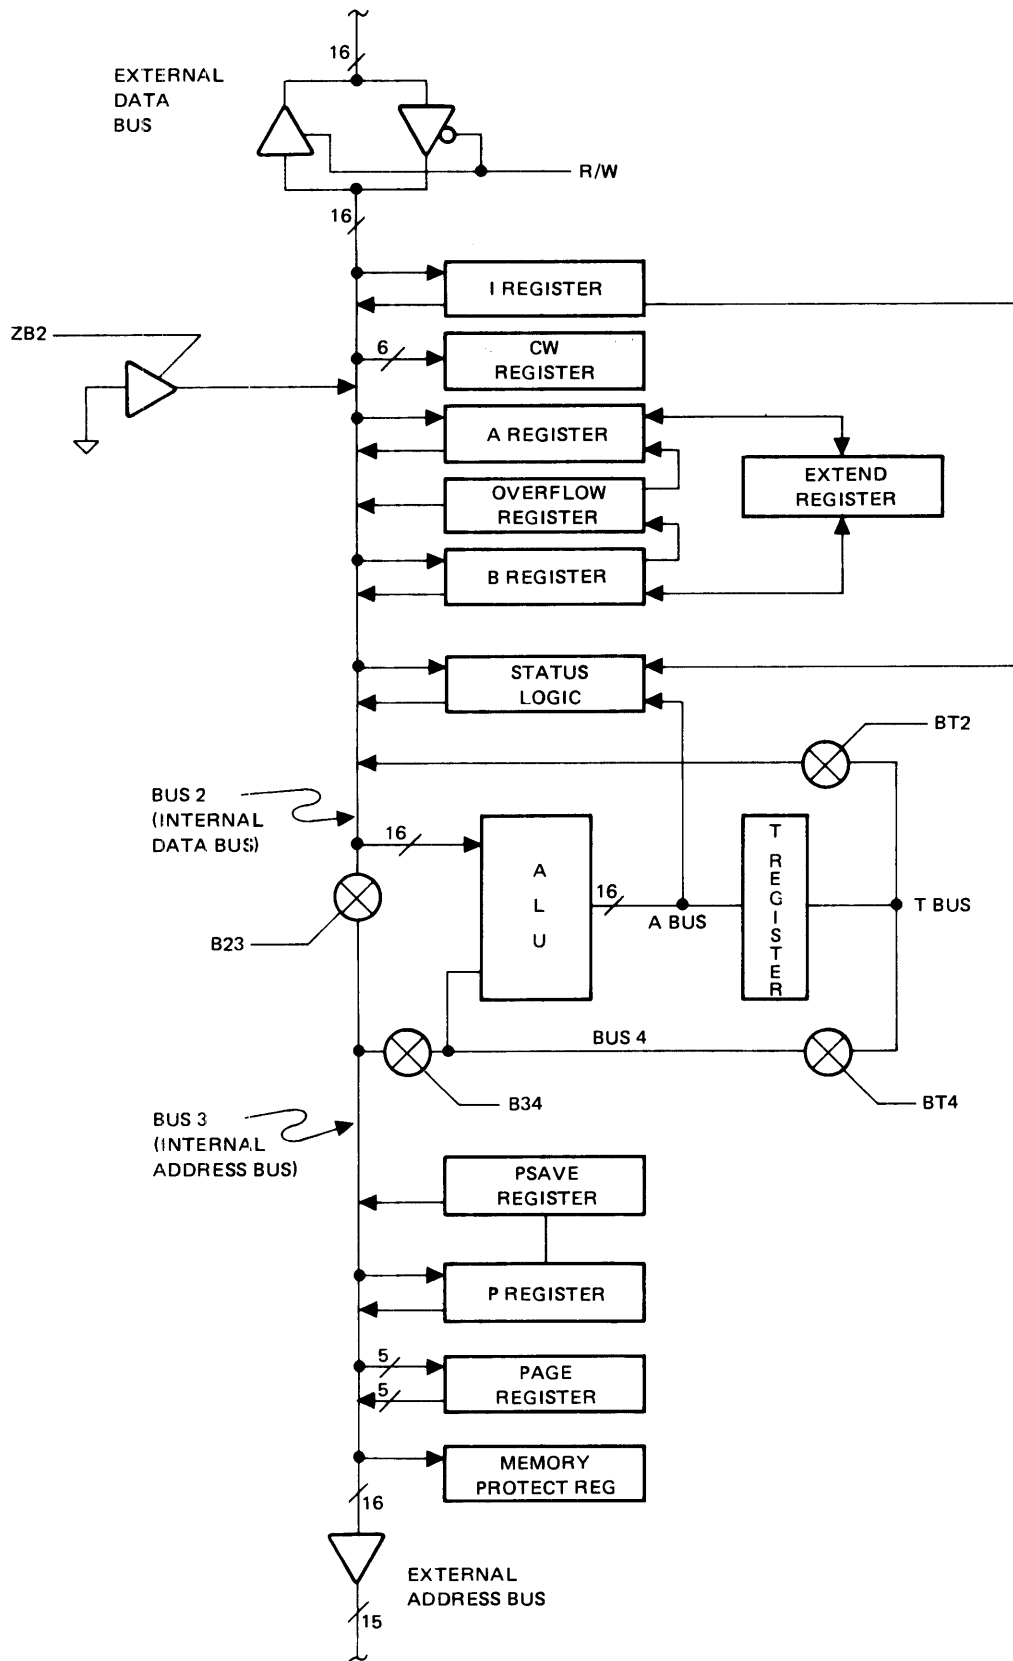 16
EXTERNAL
DATA
BUS
R/W
16
I REGISTER
ZB2
6
CW
REGISTER
A REGISTER
EXTEND
REGISTER
OVERFLOW
REGISTER
B REGISTER
STATUS
LOGIC
BT2
BUS 2
(INTERNAL
DATA BUS)
16
A
L
U
16
A BUS
T
REGISTER
T BUS
B23
BUS 4
B34
BT4
BUS 3
(INTERNAL
ADDRESS BUS)
PSAVE
REGISTER
P REGISTER
5
5
PAGE
REGISTER
MEMORY
PROTECT REG
16
EXTERNAL
ADDRESS BUS
15